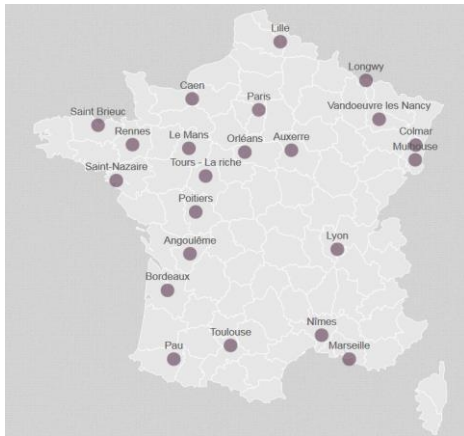 Lille
Longwy
Caen
Paris
Vandoeuvre les Nancy
Saint Brieuc
Rennes
Le Mans
Orléans
Auxerre
Colmar
Mulhouse
Tours - La riche
Saint-Nazaire
Poitiers
Angoulême
Lyon
Bordeaux
Nîmes
Toulouse
Pau
Marseille